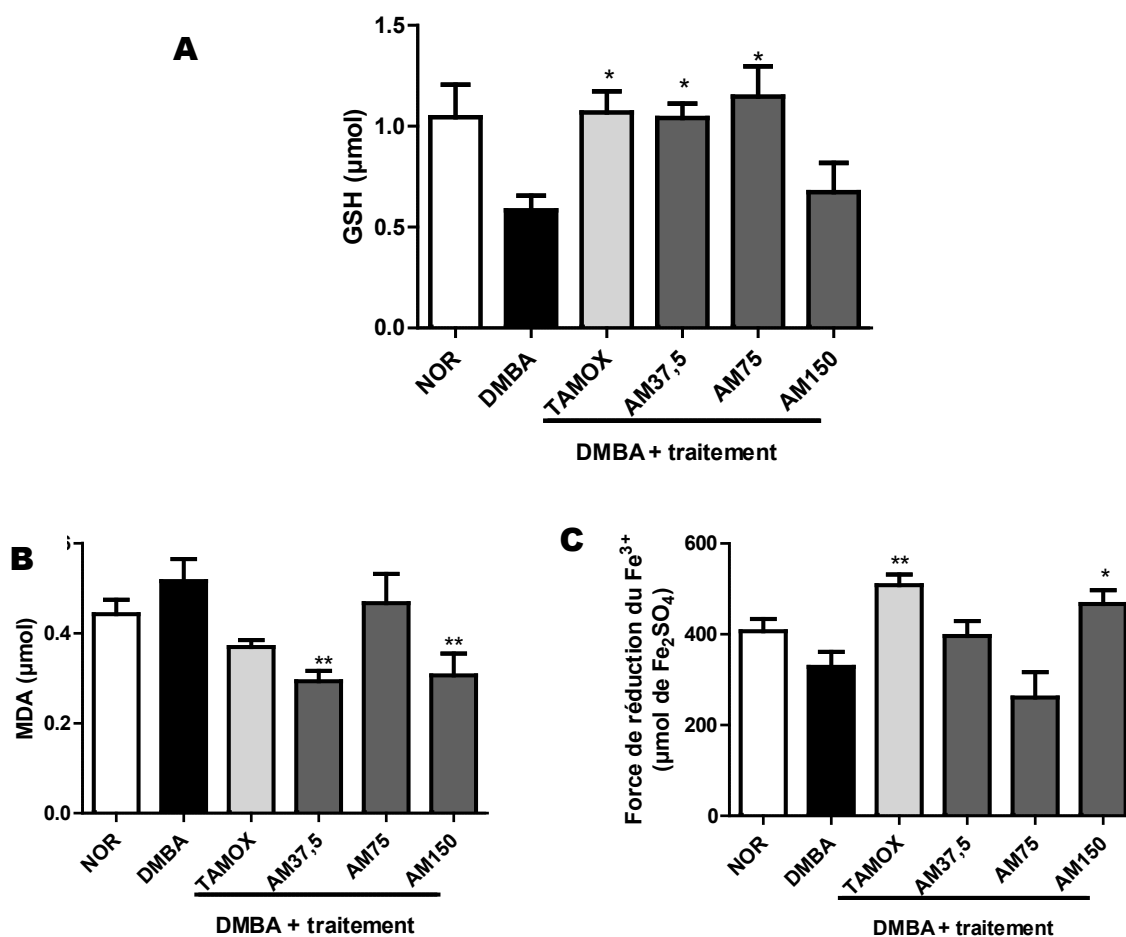 A
1.5
1.0
0.5
0.0
GSH (µmol)
*
*
*
NOR
DMBA
TAMOX
AM37,5
AM75
AM150
DMBA + traitement
B
0.4
0.2
0.0
MDA (µmol)
**
**
NOR
DMBA
TAMOX
AM37,5
AM75
AM150
DMBA + traitement
C
Force de réduction du Fe³⁺
(µmol de Fe₂SO₄)
600
400
200
0
**
*
NOR
DMBA
TAMOX
AM37,5
AM75
AM150
DMBA + traitement